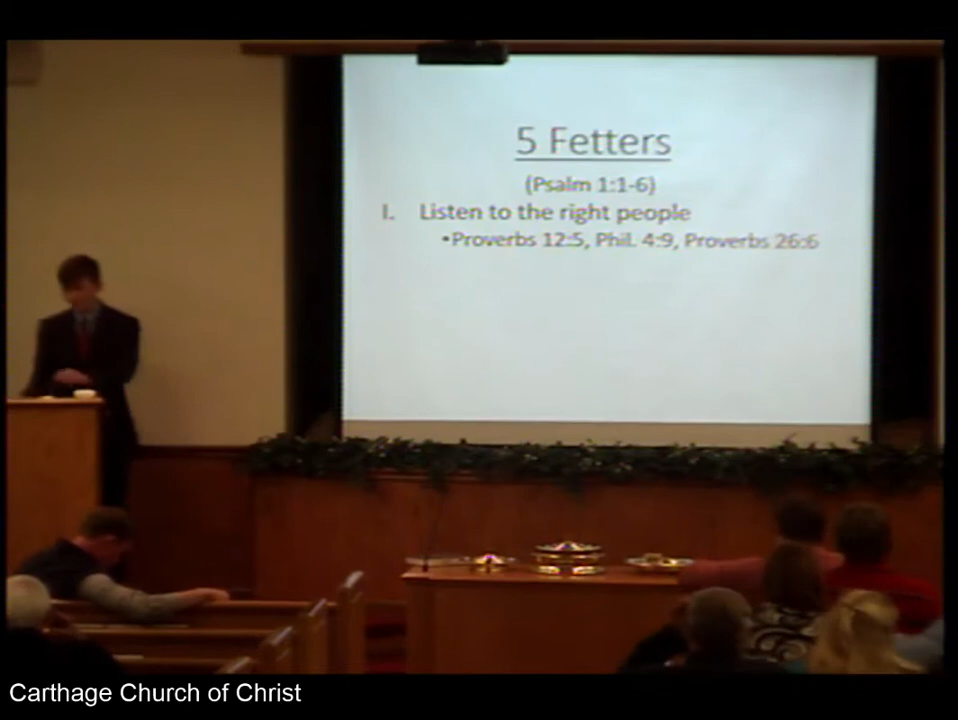 5 Fetters
(Psalm 1:1-6)
I. Listen to the right people
•Proverbs 12:5, Phil. 4:9, Proverbs 26:6
Carthage Church of Christ